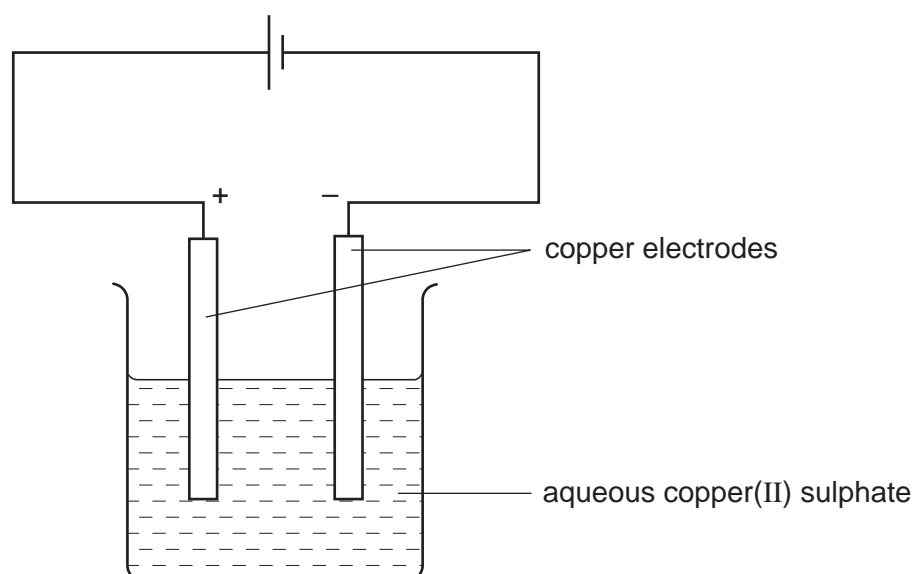 +
–
copper electrodes
aqueous copper(II) sulphate